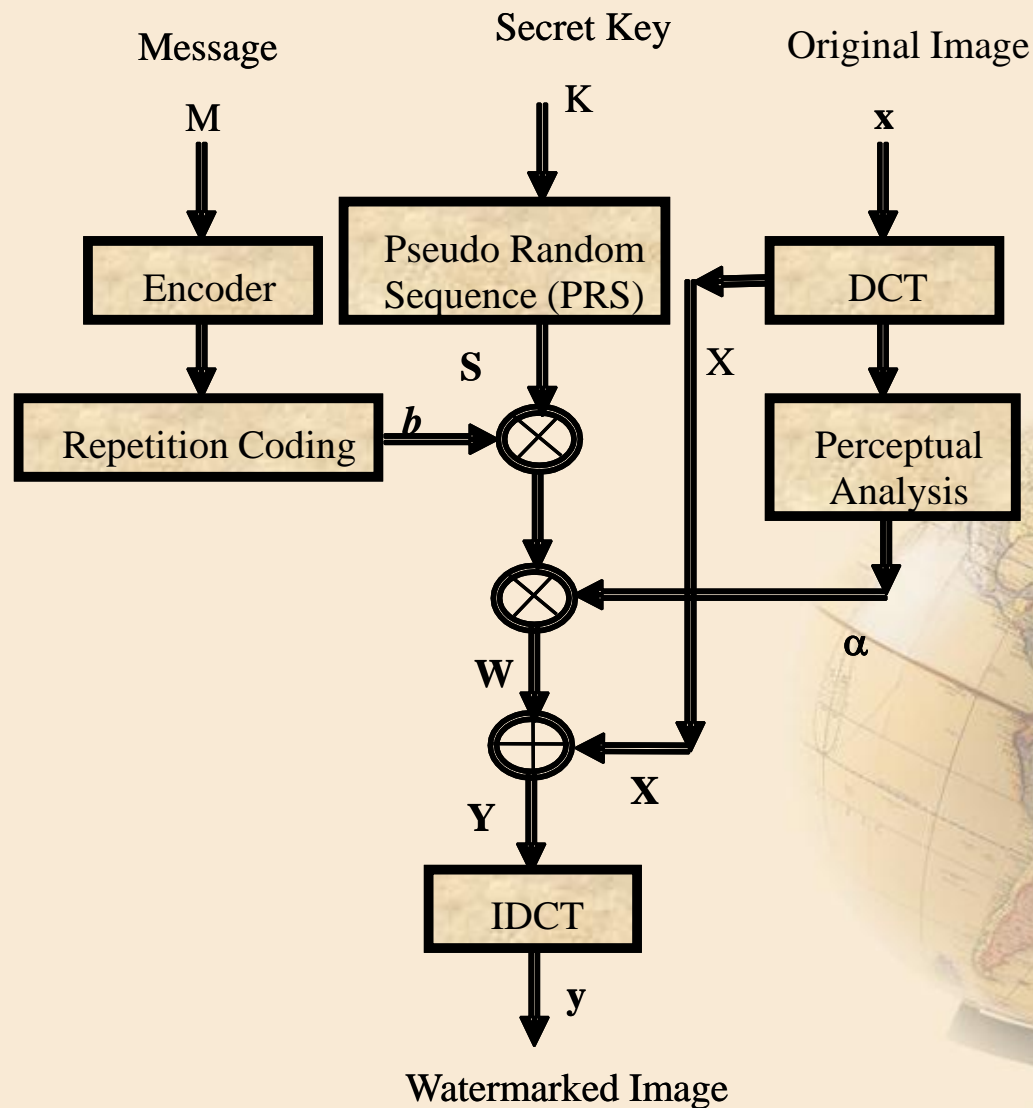 Message
Secret Key
Original Image
M
K
x
Encoder
Pseudo Random
Sequence (PRS)
DCT
S
X
b
Repetition Coding
Perceptual
Analysis
α
W
X
Y
IDCT
y
Watermarked Image